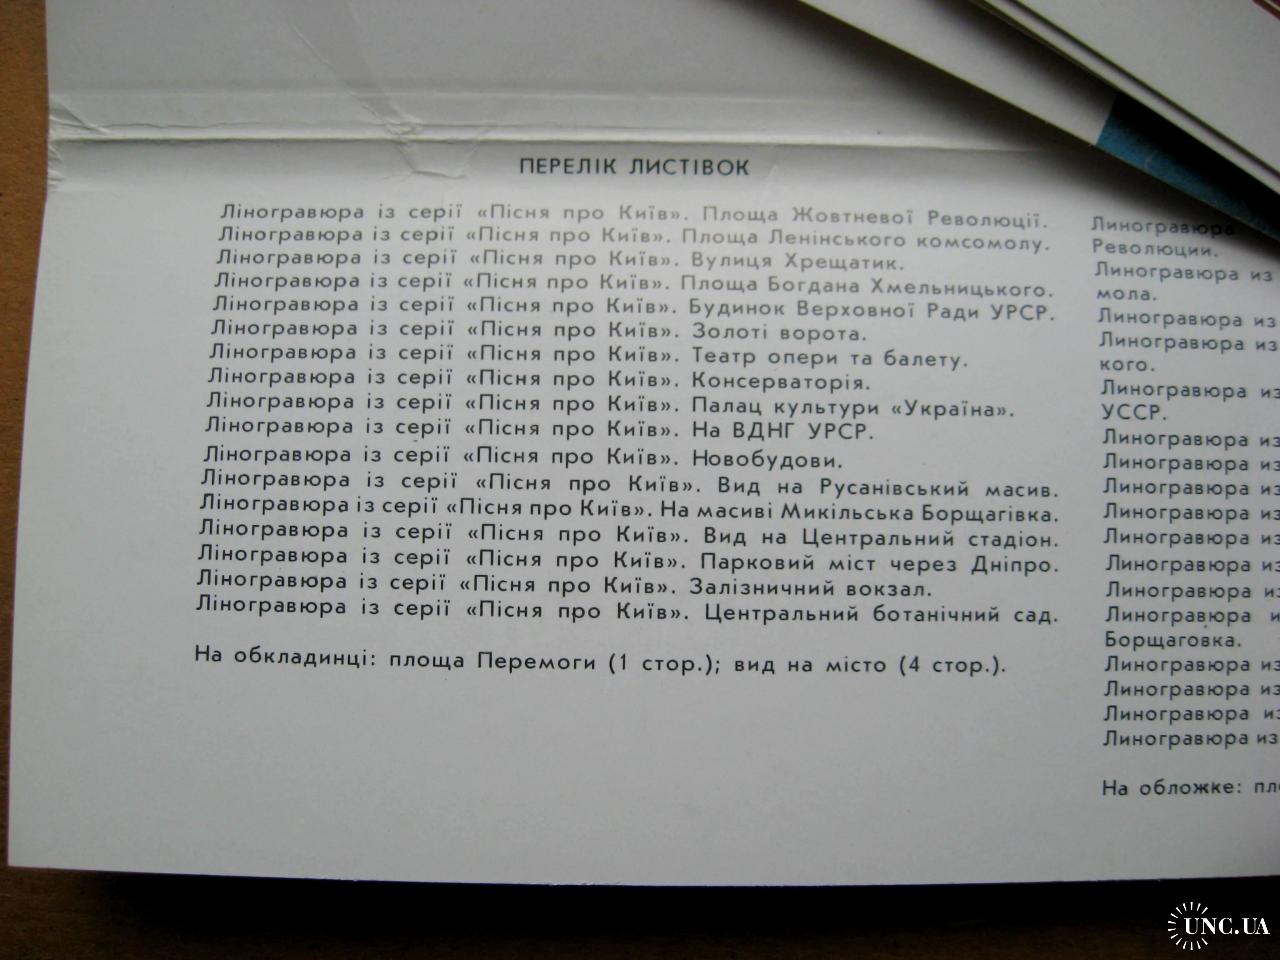 ПЕРЕЛІК ЛИСТІВОК
Ліногравюра із серії «Пісня про Київ». Площа Жовтневої Революції.
Ліногравюра із серії «Пісня про Київ». Площа Ленінського комсомолу.
Ліногравюра із серії «Пісня про Київ». Вулиця Хрещатик.
Ліногравюра із серії «Пісня про Київ». Площа Богдана Хмельницького.
Ліногравюра із серії «Пісня про Київ». Будинок Верховної Ради УРСР.
Ліногравюра із серії «Пісня про Київ». Золоті ворота.
Ліногравюра із серії «Пісня про Київ». Театр опери та балету.
Ліногравюра із серії «Пісня про Київ». Консерваторія.
Ліногравюра із серії «Пісня про Київ». Палац культури «Україна».
Ліногравюра із серії «Пісня про Київ». На ВДНГ УРСР.
Ліногравюра із серії «Пісня про Київ». Новобудови.
Ліногравюра із серії «Пісня про Київ». Вид на Русанівський масив.
Ліногравюра із серії «Пісня про Київ». На масиві Микільська Борщагівка.
Ліногравюра із серії «Пісня про Київ». Вид на Центральний стадіон.
Ліногравюра із серії «Пісня про Київ». Парковий міст через Дніпро.
Ліногравюра із серії «Пісня про Київ». Залізничний вокзал.
Ліногравюра із серії «Пісня про Київ». Центральний ботанічний сад.
На обкладинці: площа Перемоги (1 стор.); вид на місто (4 стор.).
Линогравюра
Революции.
Линогравюра из
мола.
Линогравюра из
Линогравюра из
кого.
Линогравюра из
УССР.
Линогравюра из
Линогравюра из
Линогравюра из
Линогравюра из
Линогравюра из
Линогравюра из
Линогравюра из
Линогравюра и
Борщаговка.
Линогравюра из
Линогравюра из
Линогравюра из
Линогравюра из
На обложке:
UNC.UA